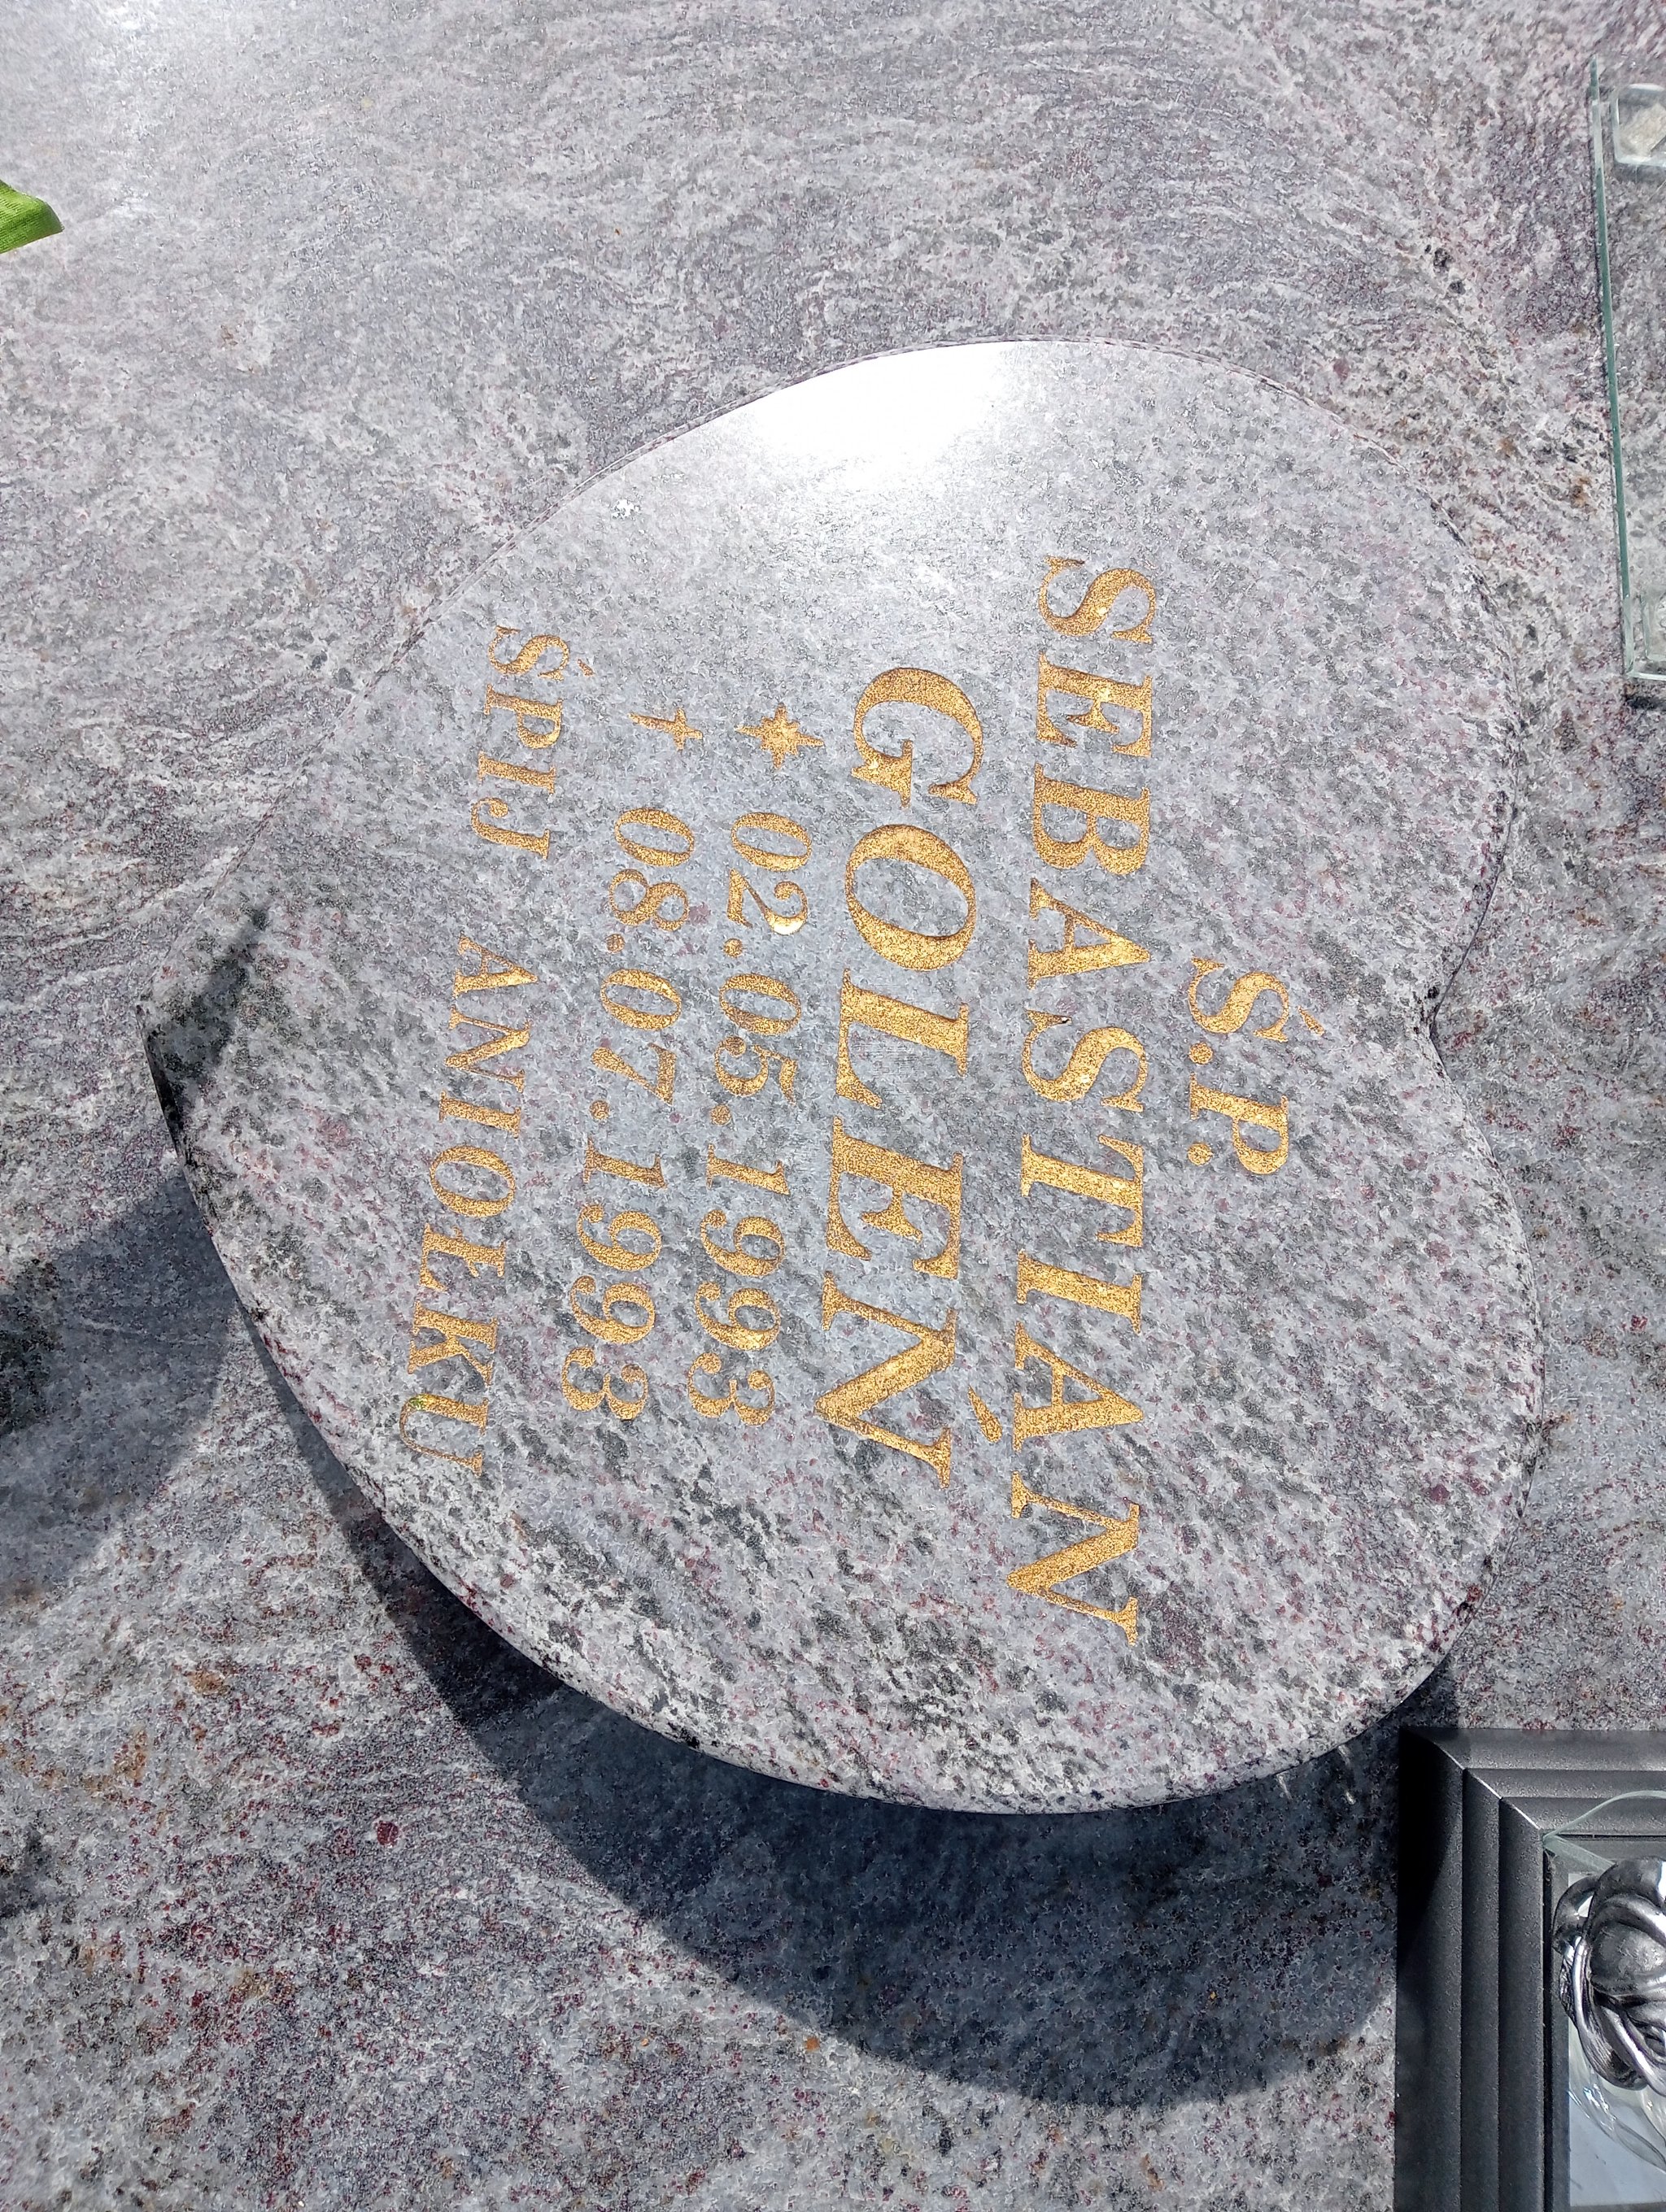 Ś.P.
SEBASTIAN
GOLEŃ
✶ 02.05.1993
† 08.07.1993
ŚPIJ ANIOŁKU